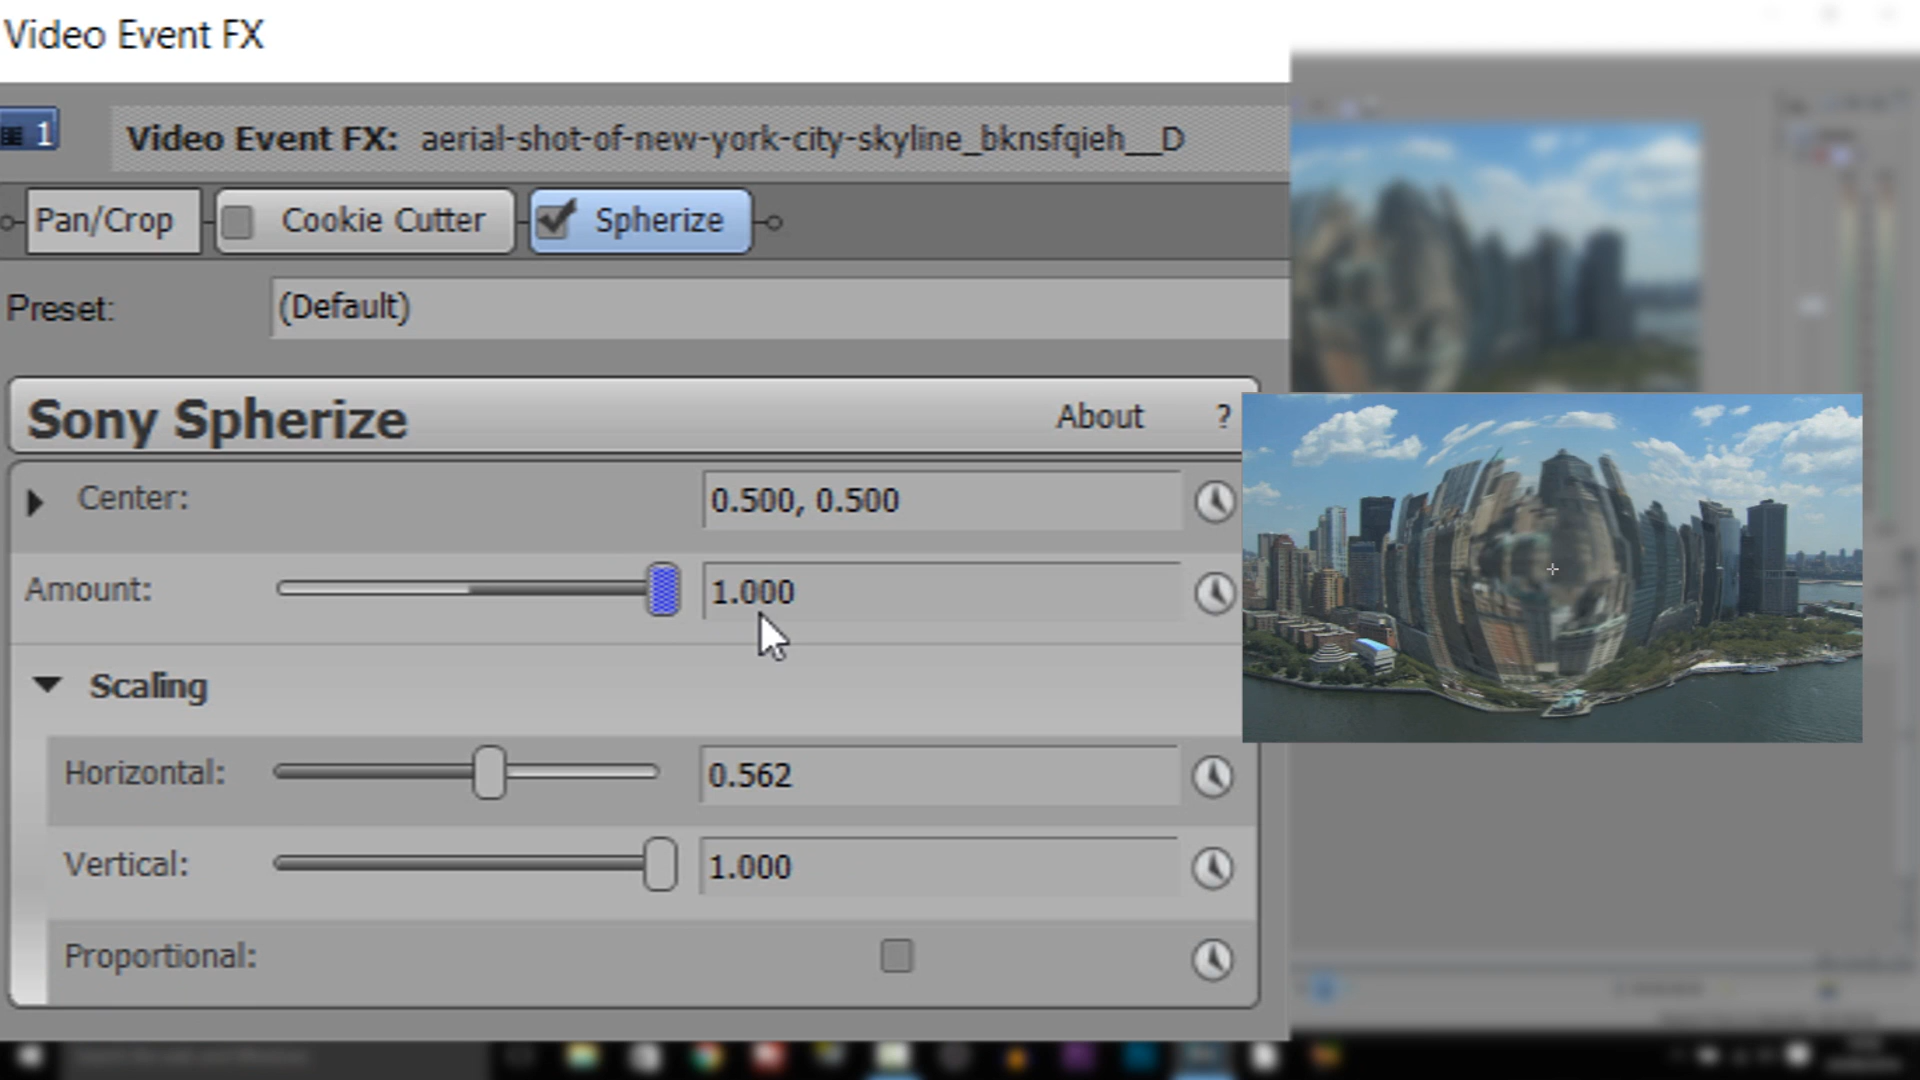 Video Event FX
1
Video Event FX: aerial-shot-of-new-york-city-skyline_bknsfqieh__D
Pan/Crop
Cookie Cutter
Spherize
Preset:
(Default)
Sony Spherize
About
?
Center:
0.500, 0.500
Amount:
1.000
Scaling
Horizontal:
0.562
Vertical:
1.000
Proportional: